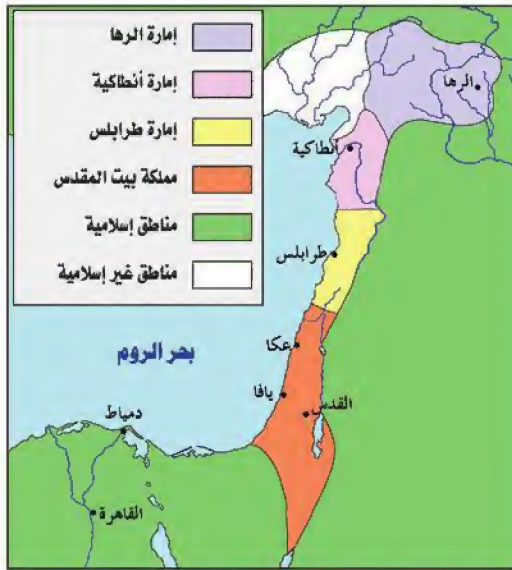 إمارة الرها
إمارة أنطاكية
إمارة طرابلس
مملكة بيت المقدس
مناطق إسلامية
مناطق غير إسلامية
الرها
أنطاكية
طرابلس
عكا
بحر الروم
يافا
القدس
دمياط
القاهرة